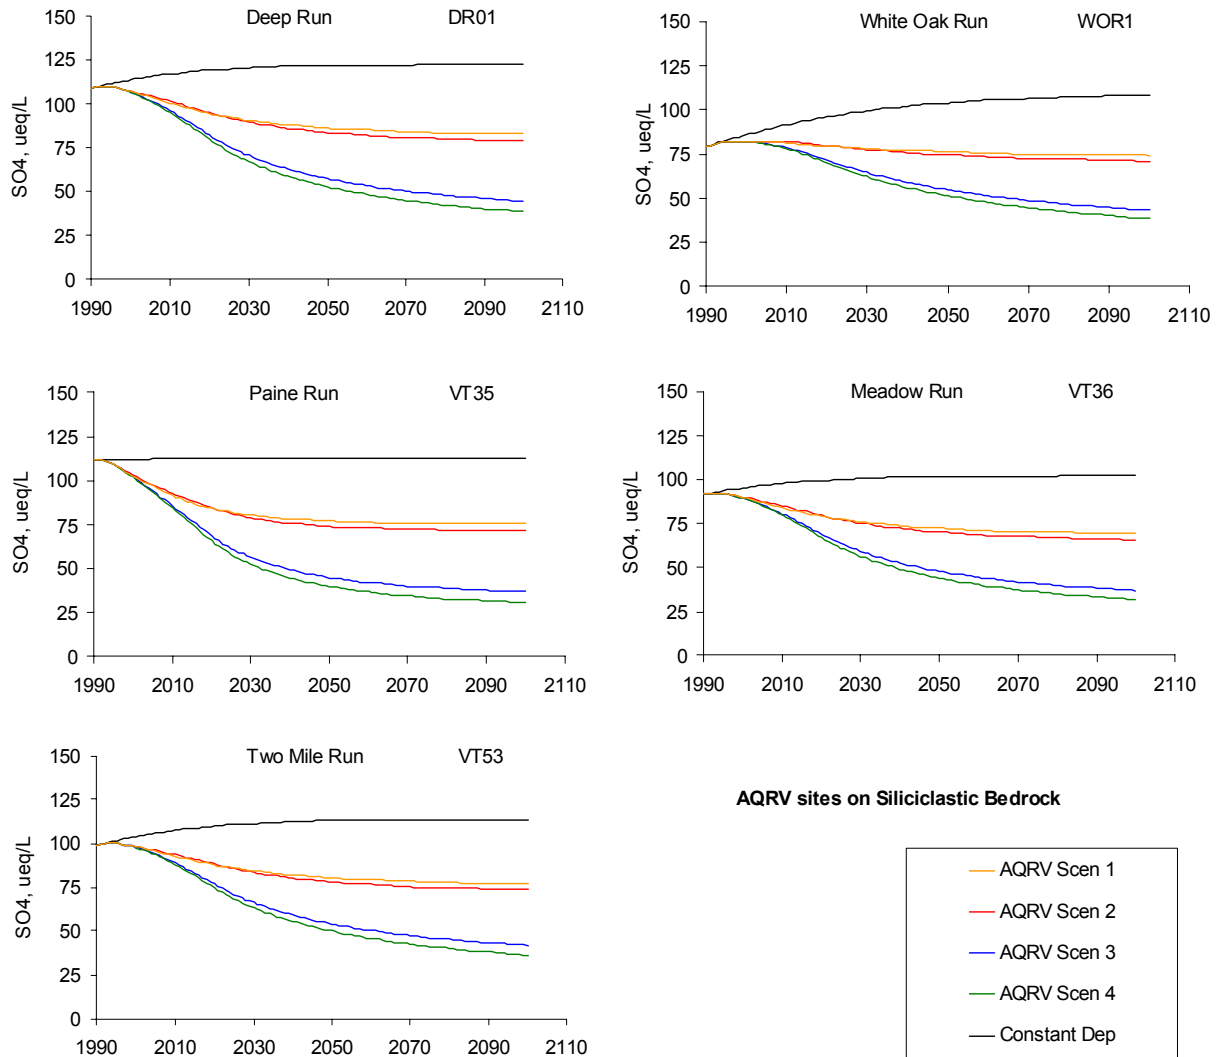 Deep Run DR01
150
125
100
75
50
25
0
SO4, ueq/L
1990 2010 2030 2050 2070 2090 2110
White Oak Run WOR1
150
125
100
75
50
25
0
SO4, ueq/L
1990 2010 2030 2050 2070 2090 2110
Paine Run VT35
150
125
100
75
50
25
0
SO4, ueq/L
1990 2010 2030 2050 2070 2090 2110
Meadow Run VT36
150
125
100
75
50
25
0
SO4, ueq/L
1990 2010 2030 2050 2070 2090 2110
Two Mile Run VT53
150
125
100
75
50
25
0
SO4, ueq/L
1990 2010 2030 2050 2070 2090 2110
AQRV sites on Siliciclastic Bedrock
AQRV Scen 1
AQRV Scen 2
AQRV Scen 3
AQRV Scen 4
Constant Dep